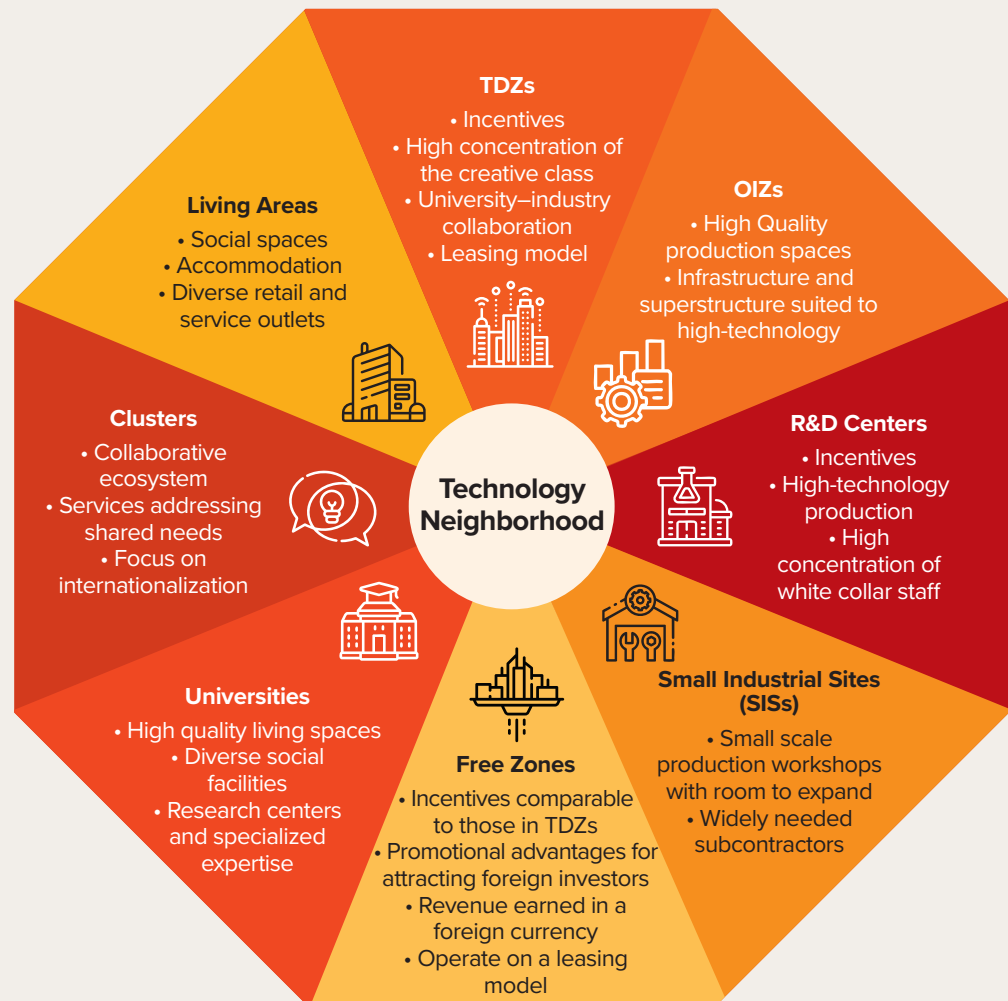 TDZs
• Incentives
• High concentration of
the creative class
• University–industry
collaboration
• Leasing model
OIZs
• High Quality
production spaces
• Infrastructure and
superstructure suited to
high-technology
R&D Centers
• Incentives
• High-technology
production
• High
concentration of
white collar staff
Small Industrial Sites
(SISs)
• Small scale
production workshops
with room to expand
• Widely needed
subcontractors
Free Zones
• Incentives comparable
to those in TDZs
• Promotional advantages for
attracting foreign investors
• Revenue earned in a
foreign currency
• Operate on a leasing
model
Universities
• High quality living spaces
• Diverse social
facilities
• Research centers
and specialized
expertise
Clusters
• Collaborative
ecosystem
• Services addressing
shared needs
• Focus on
internationalization
Living Areas
• Social spaces
• Accommodation
• Diverse retail and
service outlets
Technology
Neighborhood